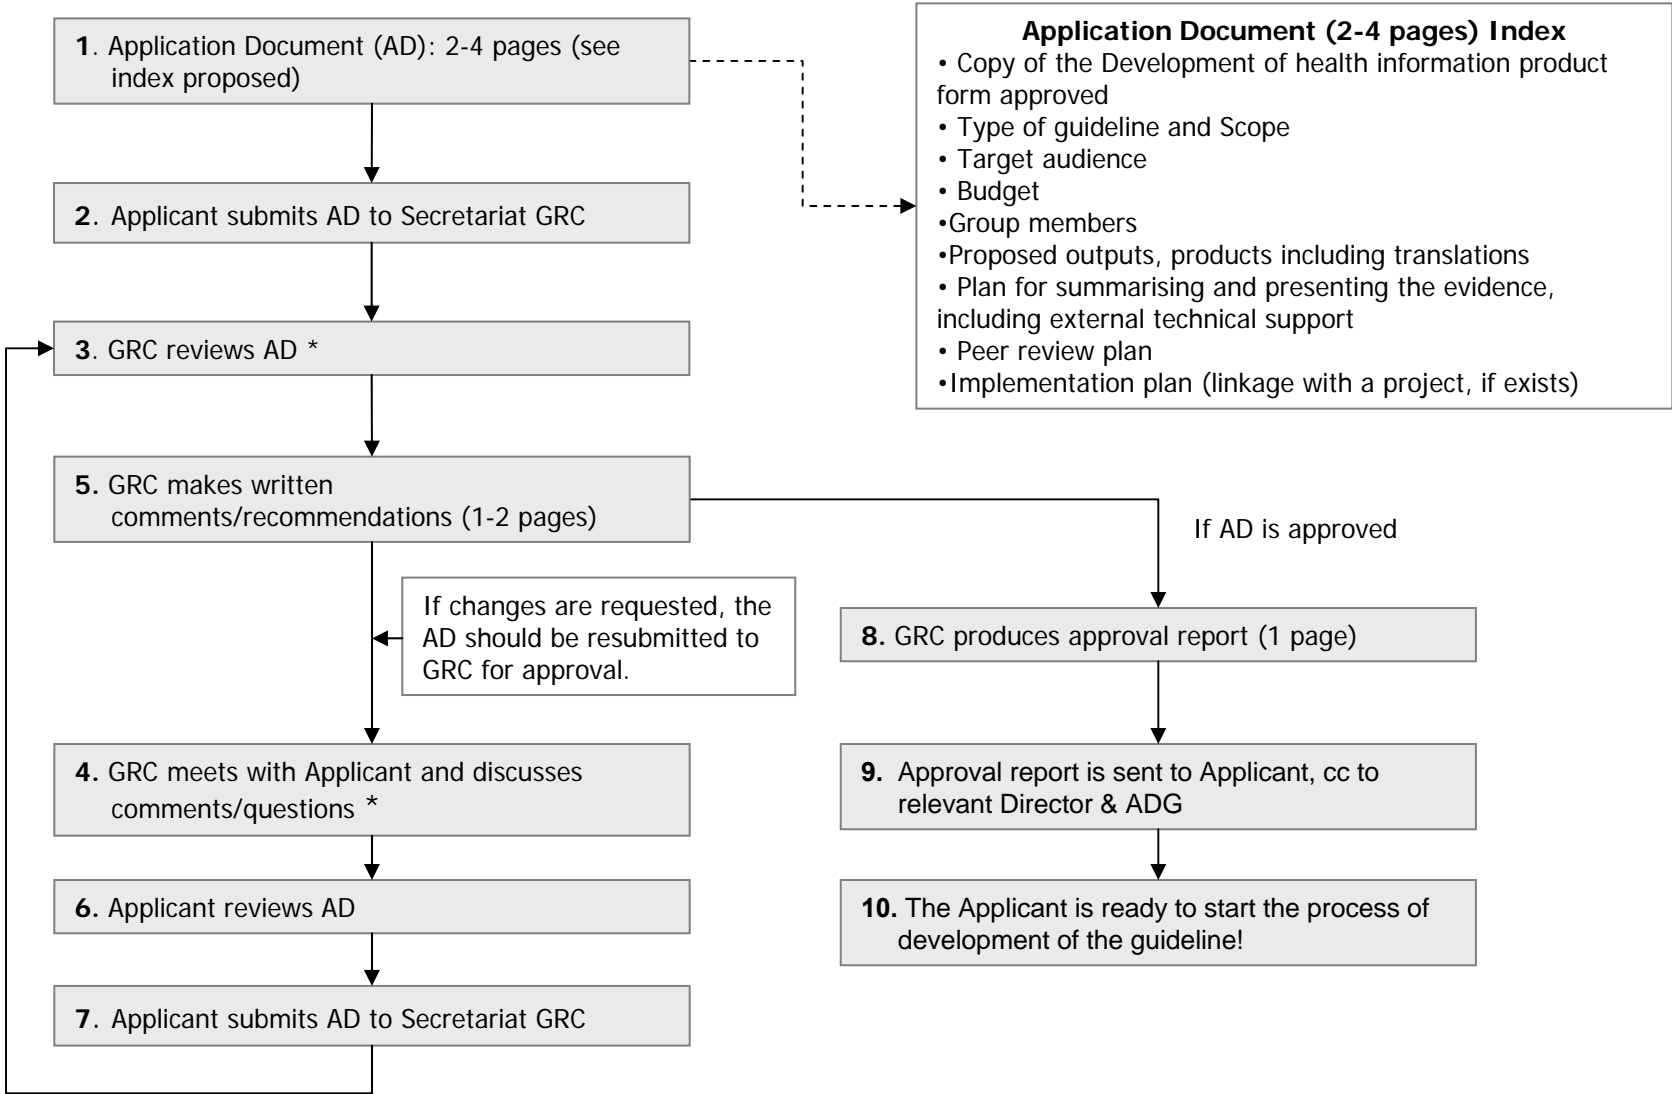 1. Application Document (AD): 2-4 pages (see
index proposed)
Application Document (2-4 pages) Index
• Copy of the Development of health information product
form approved
• Type of guideline and Scope
• Target audience
• Budget
•Group members
•Proposed outputs, products including translations
• Plan for summarising and presenting the evidence,
including external technical support
• Peer review plan
•Implementation plan (linkage with a project, if exists)
2. Applicant submits AD to Secretariat GRC
3. GRC reviews AD *
5. GRC makes written
comments/recommendations (1-2 pages)
If AD is approved
If changes are requested, the
AD should be resubmitted to
GRC for approval.
4. GRC meets with Applicant and discusses
comments/questions *
6. Applicant reviews AD
7. Applicant submits AD to Secretariat GRC
8. GRC produces approval report (1 page)
9. Approval report is sent to Applicant, cc to
relevant Director & ADG
10. The Applicant is ready to start the process of
development of the guideline!